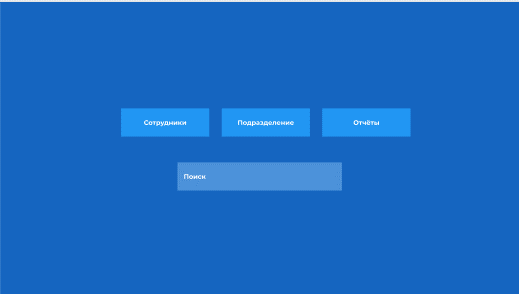 Сотрудники
Подразделение
Отчёты
Поиск